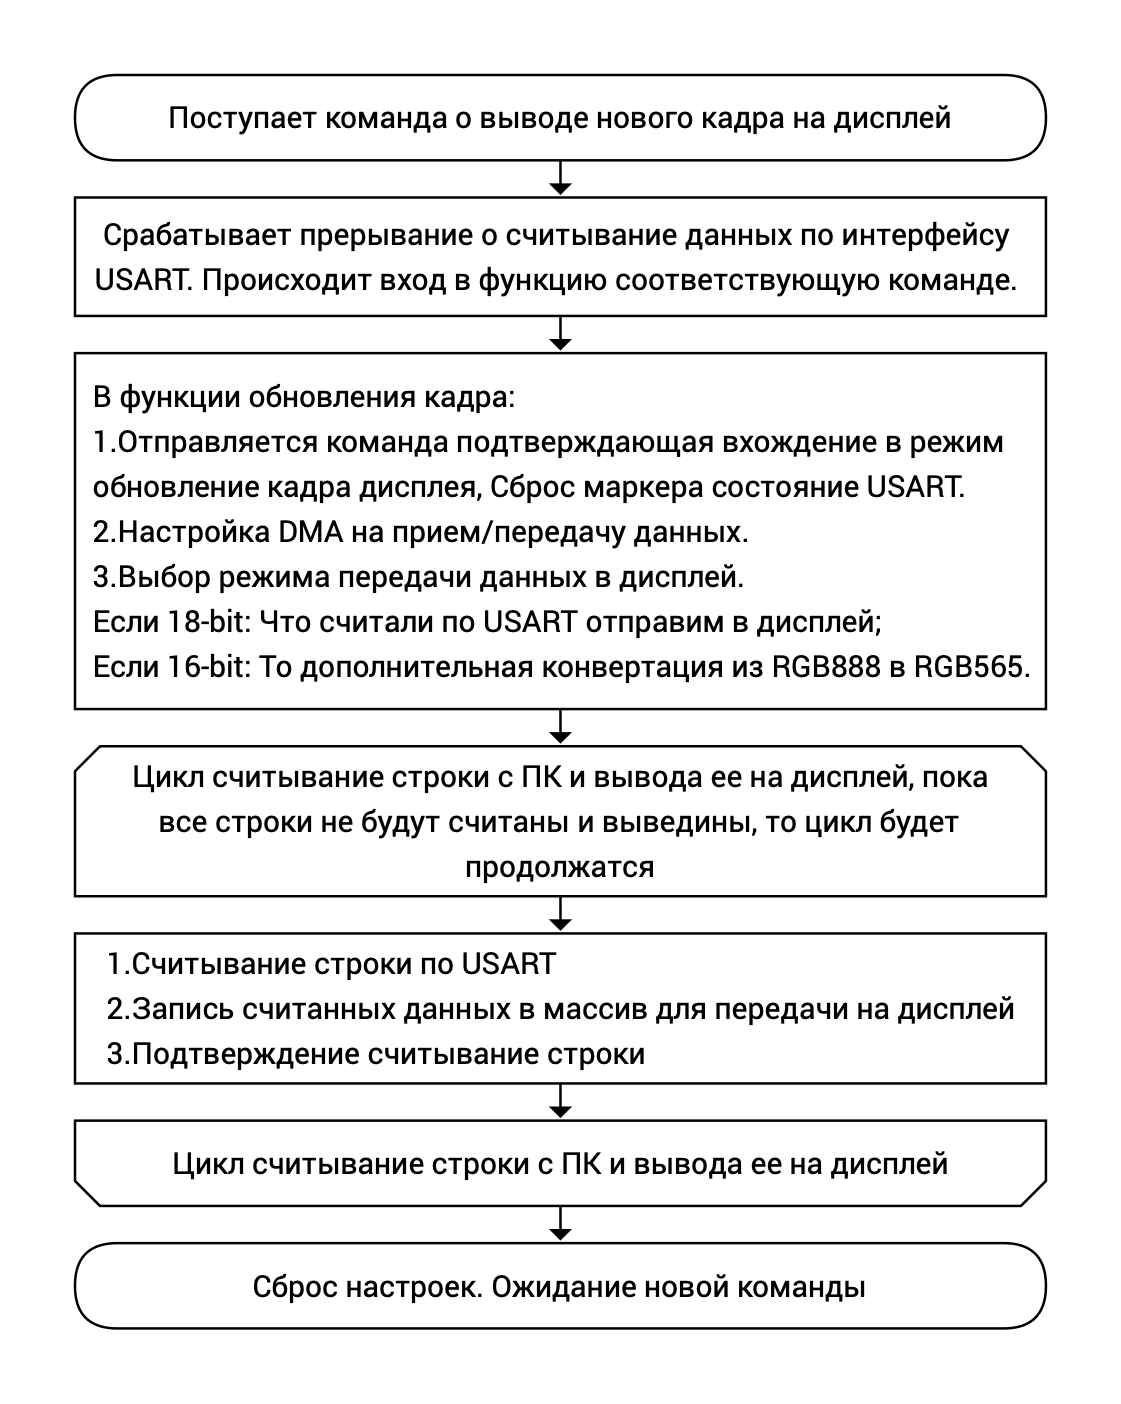 Поступает команда о выводе нового кадра на дисплей
Срабатывает прерывание о считывание данных по интерфейсу
USART. Происходит вход в функцию соответствующую команде.
В функции обновления кадра:
1.Отправляется команда подтверждающая вхождение в режим
обновление кадра дисплея, Сброс маркера состояние USART.
2.Настройка DMA на прием/передачу данных.
3.Выбор режима передачи данных в дисплей.
Если 18-bit: Что считали по USART отправим в дисплей;
Если 16-bit: То дополнительная конвертация из RGB888 в RGB565.
Цикл считывание строки с ПК и вывода ее на дисплей, пока
все строки не будут считаны и выведины, то цикл будет
продолжатся
1.Считывание строки по USART
2.Запись считанных данных в массив для передачи на дисплей
3.Подтверждение считывание строки
Цикл считывание строки с ПК и вывода ее на дисплей
Сброс настроек. Ожидание новой команды